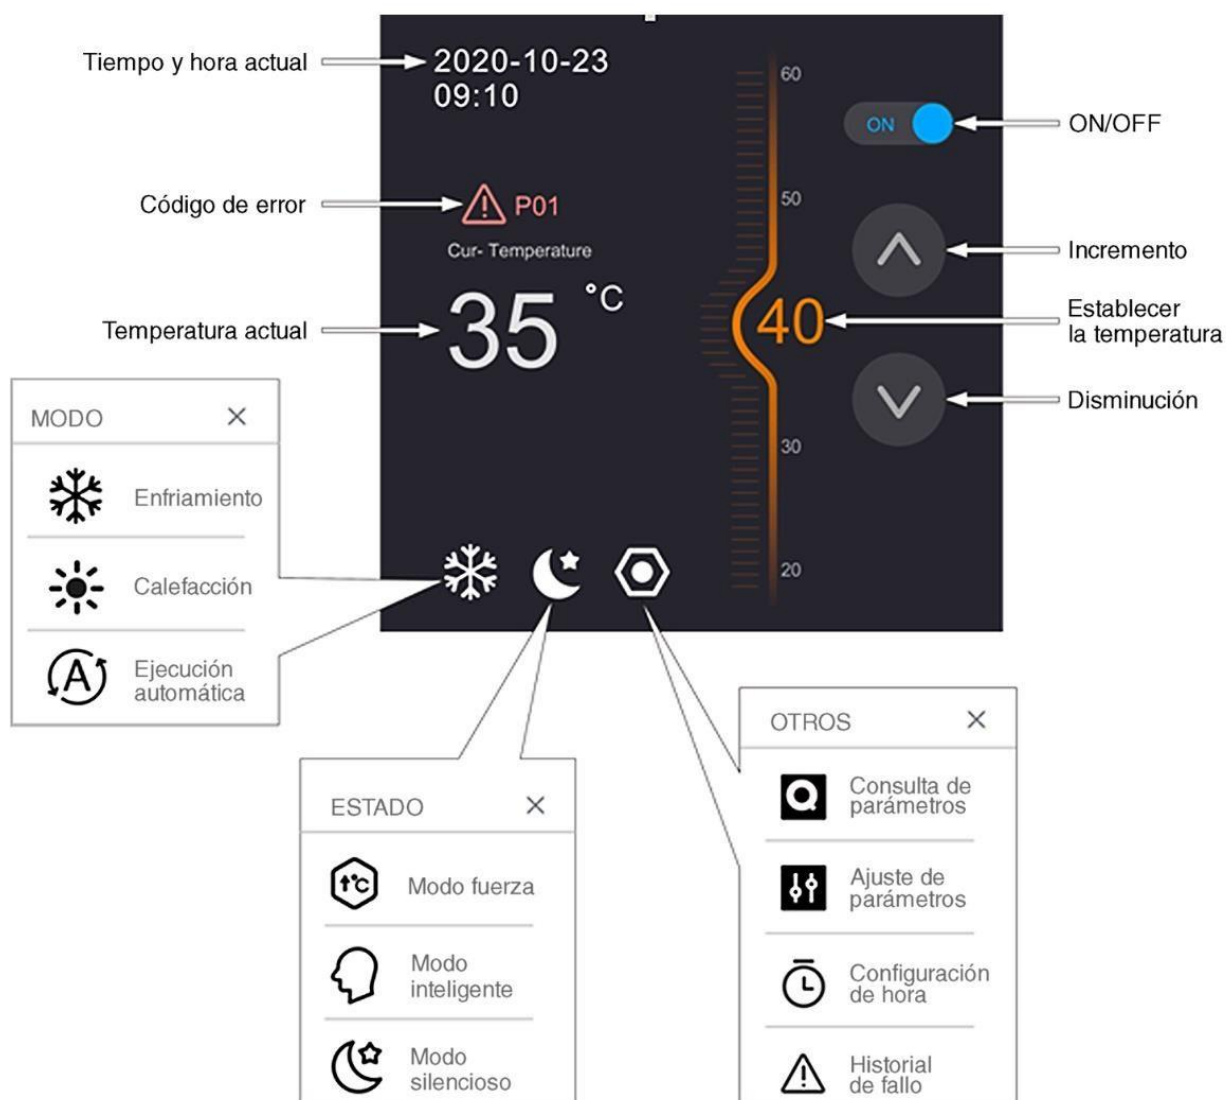 Tiempo y hora actual
2020-10-23
09:10
60
ON
ON/OFF
Código de error
P01
50
Cur- Temperature
Incremento
Temperatura actual
35 °C
40
Establecer
la temperatura
Disminución
30
20
MODO
Enfriamiento
Calefacción
A
Ejecución
automática
ESTADO
°C
Modo fuerza
Modo
inteligente
Modo
silencioso
OTROS
Q
Consulta de
parámetros
Ajuste de
parámetros
Configuración
de hora
Historial
de fallo